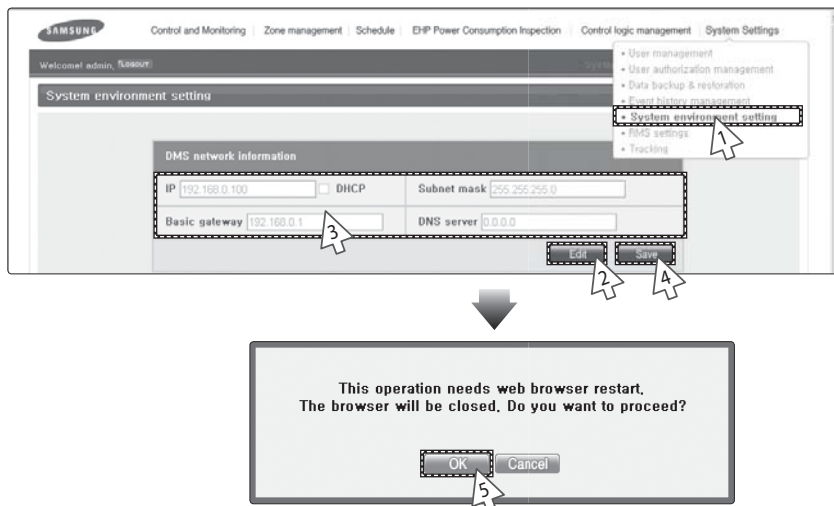 SAMSUNG Control and Monitoring Zone management Schedule EHP Power Consumption Inspection Control logic management System Settings
Welcome! admin, LOGOUT
• User management
• User authorization management
• Data backup & restoration
• Event history management
• System environment setting
• RMS settings
• Tracking
1
System environment setting
DMS network information
IP 192.168.0.100 DHCP Subnet mask 255.255.255.0
Basic gateway 192.168.0.1 DNS server 0.0.0.0
3
Edit Save
2 4
This operation needs web browser restart,
The browser will be closed, Do you want to proceed?
OK Cancel
5